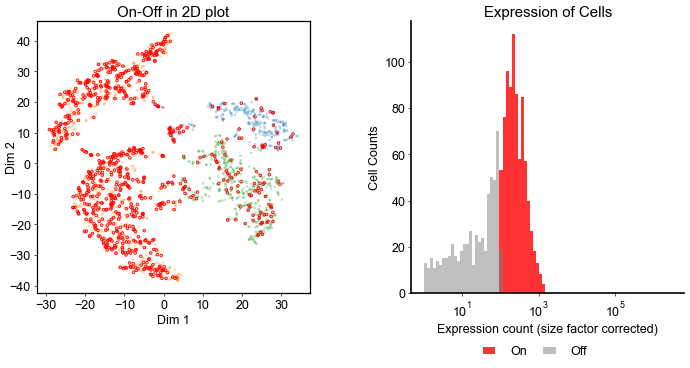 On-Off in 2D plot
Dim 2
40
30
20
10
0
−10
−20
−30
−40
−30 −20 −10 0 10 20 30
Dim 1
Expression of Cells
Cell Counts
100
80
60
40
20
0
10¹ 10³ 10⁵
Expression count (size factor corrected)
On Off